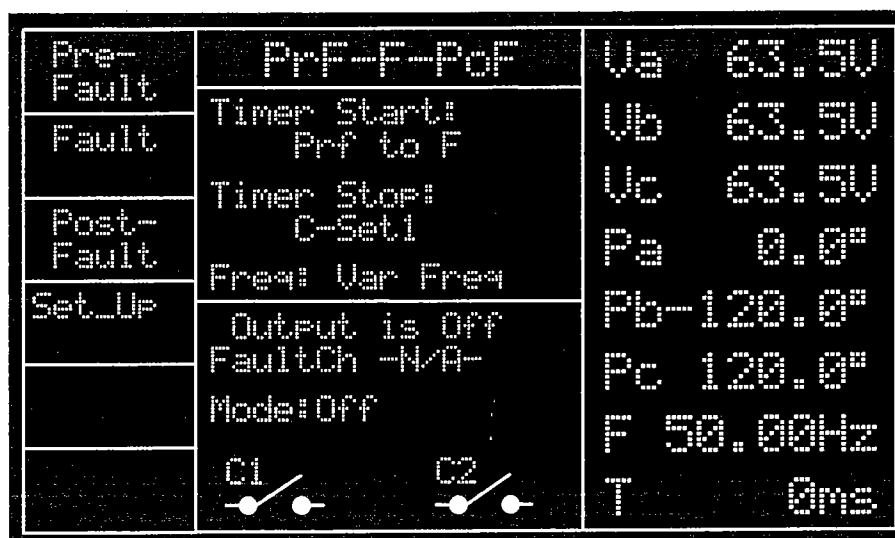 Pre-
Fault
Fault
Post-
Fault
Set_Up
PrF-F-PoF
Timer Start:
Prf to F
Timer Stop:
C-Set1
Freq: Var Freq
Output is Off
FaultCh -N/A-
Mode:Off
C1 C2
Va 63.5V
Vb 63.5V
Vc 63.5V
Pa 0.0°
Pb-120.0°
Pc 120.0°
F 50.00Hz
T 0ms